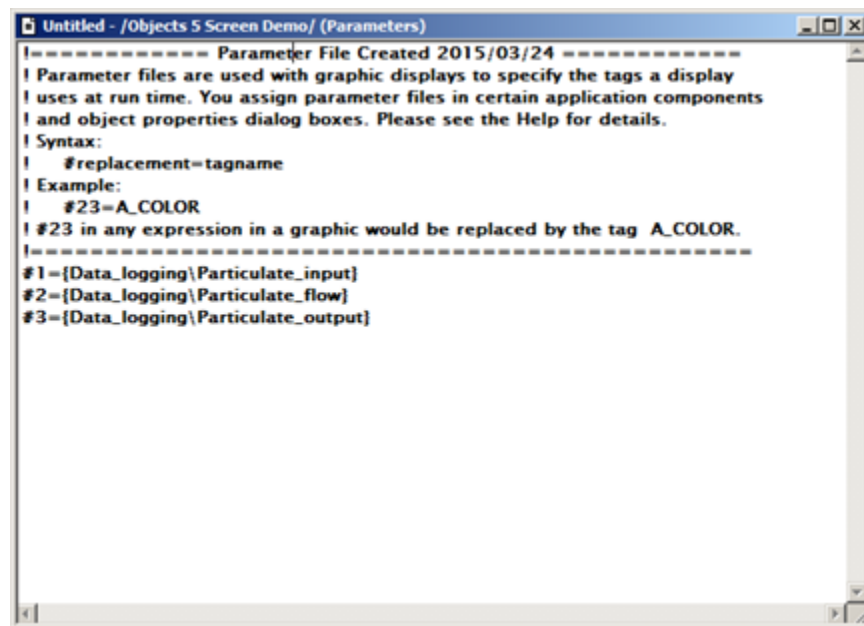 Untitled - /Objects 5 Screen Demo/ (Parameters)
!============ Parameter File Created 2015/03/24 ============
! Parameter files are used with graphic displays to specify the tags a display
! uses at run time. You assign parameter files in certain application components
! and object properties dialog boxes. Please see the Help for details.
! Syntax:
!    #replacement=tagname
! Example:
!    #23=A_COLOR
! #23 in any expression in a graphic would be replaced by the tag  A_COLOR.
!================================================
#1={Data_logging\Particulate_input}
#2={Data_logging\Particulate_flow}
#3={Data_logging\Particulate_output}